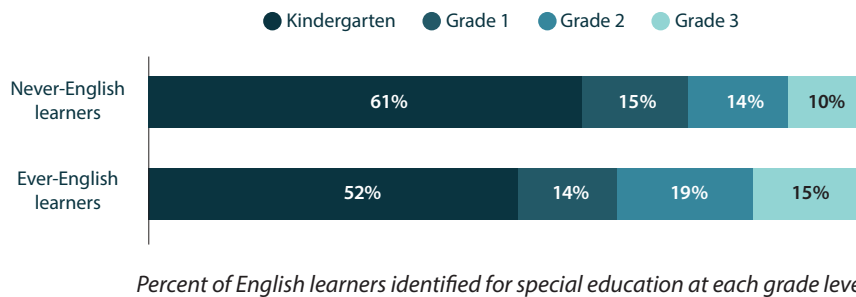 Kindergarten Grade 1 Grade 2 Grade 3
Never-English
learners
61% 15% 14% 10%
Ever-English
learners
52% 14% 19% 15%
Percent of English learners identified for special education at each grade leve